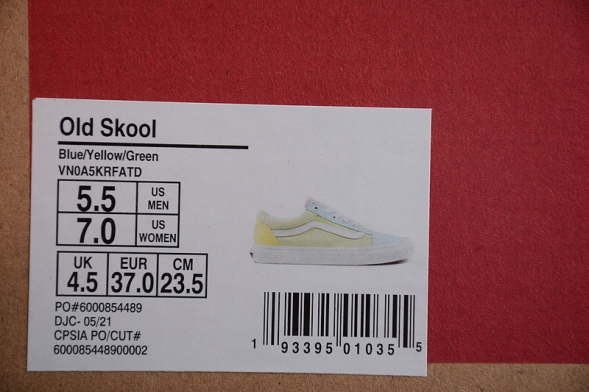 Old Skool
Blue/Yellow/Green
VN0A5KRFATD
5.5 US MEN
7.0 US WOMEN
UK EUR CM
4.5 37.0 23.5
PO#6000854489
DJC- 05/21
CPSIA PO/CUT#
600085448900002
1 93395 01035 5